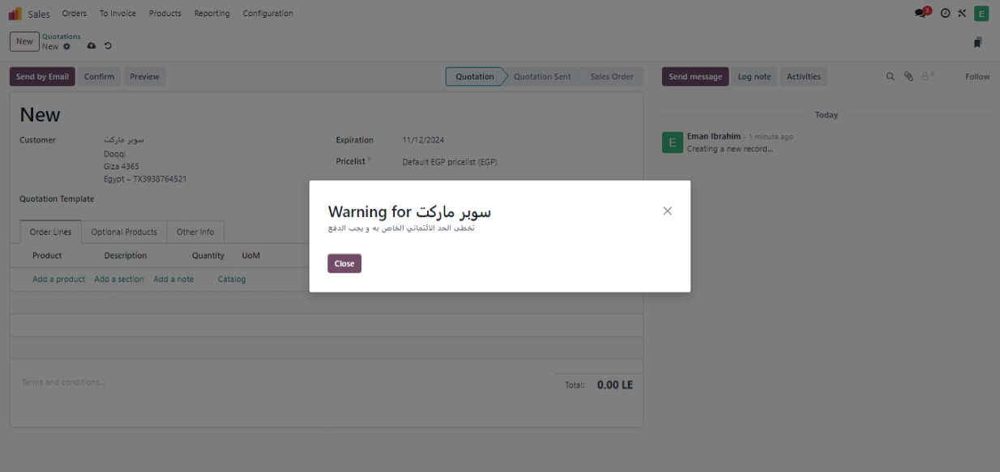 Sales Orders To Invoice Products Reporting Configuration 3 E
New Quotations
New
Send by Email Confirm Preview Quotation Quotation Sent Sales Order Send message Log note Activities 0 Follow
New
Today
Customer سوبر ماركت Expiration 11/12/2024
Eman Ibrahim - 1 minute ago
E
Creating a new record...
Doqqi
Giza 4365
Pricelist ? Default EGP pricelist (EGP)
Egypt – TX3938764521
Quotation Template
Warning for سوبر ماركت
تخطى الحد الائتماني الخاص به و يجب الدفع
Close
Order Lines Optional Products Other Info
Product Description Quantity UoM
Add a product Add a section Add a note Catalog
Terms and conditions...
Total: 0.00 LE